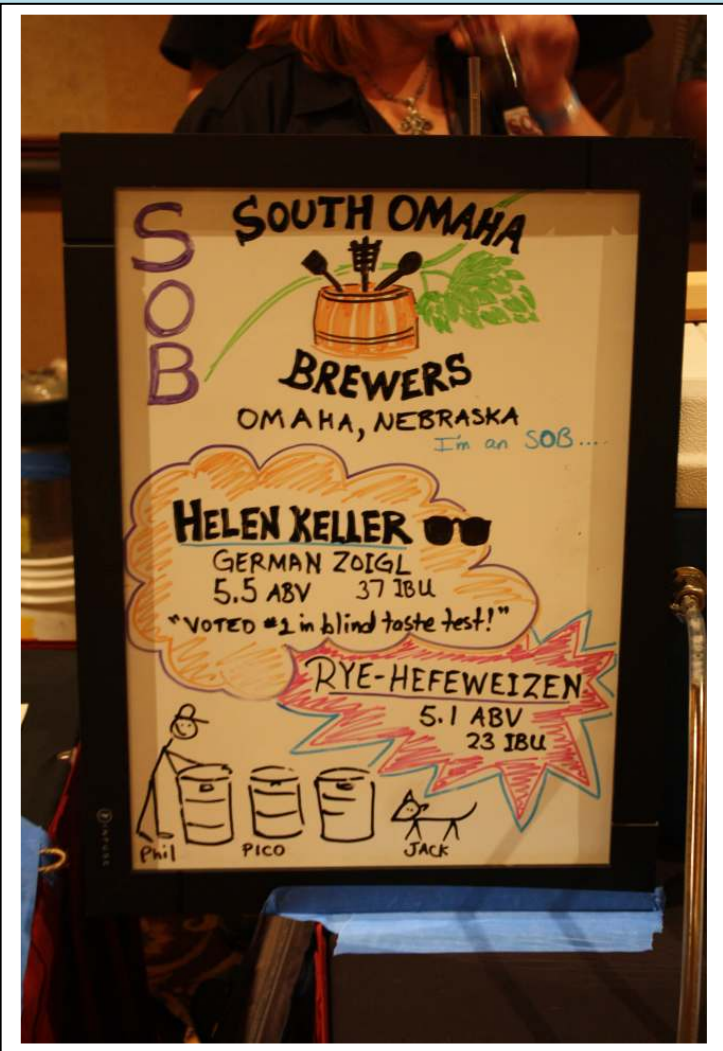 SOB
SOUTH OMAHA
BREWERS
OMAHA, NEBRASKA
I'm an SOB....
HELEN KELLER
GERMAN ZOIGL
5.5 ABV 37 IBU
"VOTED #1 in blind taste test!"
RYE-HEFEWEIZEN
5.1 ABV
23 IBU
Phil PICO JACK